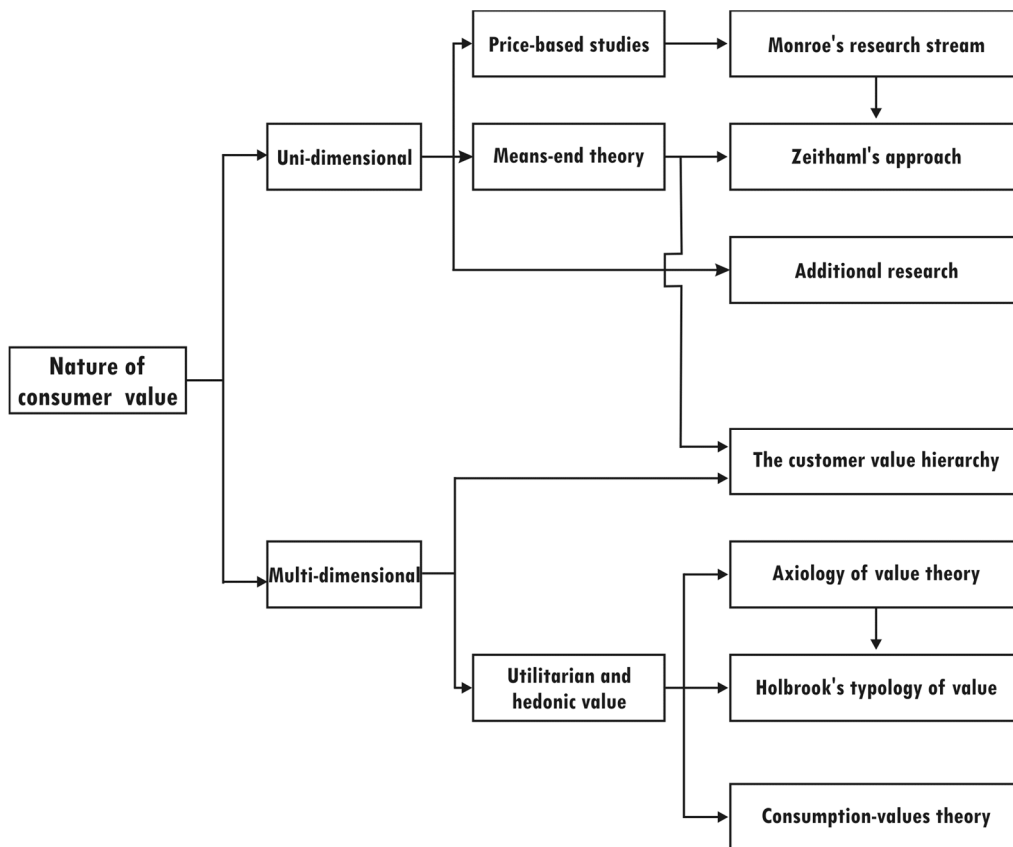 Price-based studies
Monroe's research stream
Uni-dimensional
Means-end theory
Zeithaml's approach
Additional research
Nature of
consumer value
The customer value hierarchy
Multi-dimensional
Axiology of value theory
Utilitarian and
hedonic value
Holbrook's typology of value
Consumption-values theory